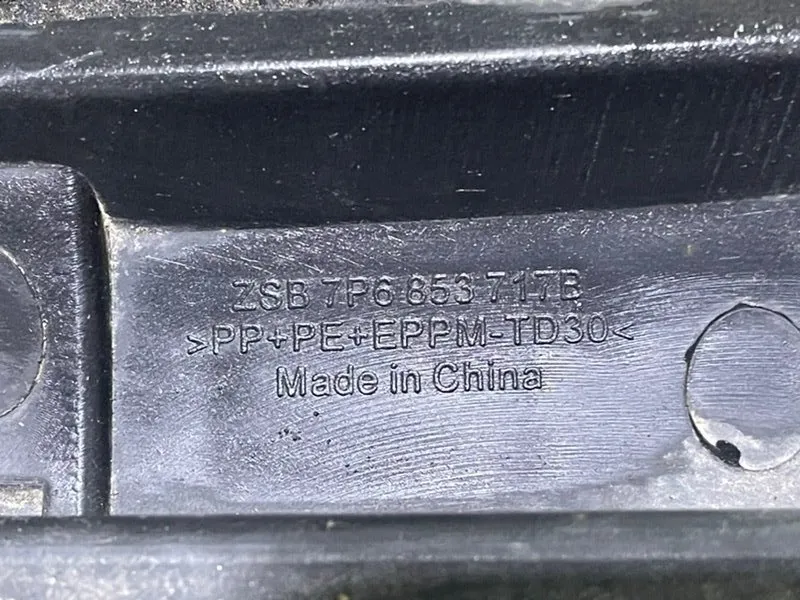 ZSB 7P6 853 717B
>PP+PE+EPPM-TD30<
Made in China